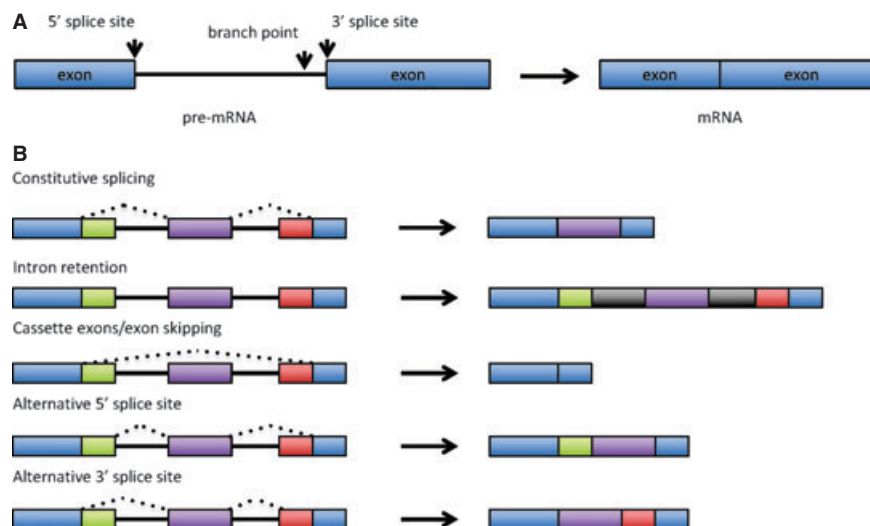 A
5′ splice site
3′ splice site
branch point
exon
exon
exon
exon
pre-mRNA
mRNA
B
Constitutive splicing
Intron retention
Cassette exons/exon skipping
Alternative 5′ splice site
Alternative 3′ splice site